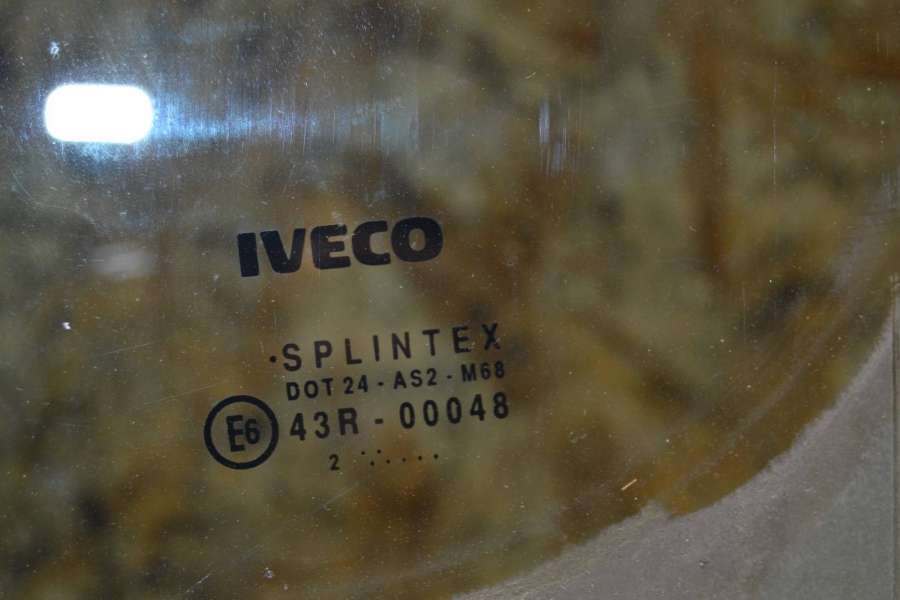 IVECO
·SPLINTEX
DOT 24 - AS2 - M68
E6 43R - 00048
2 ·.·....